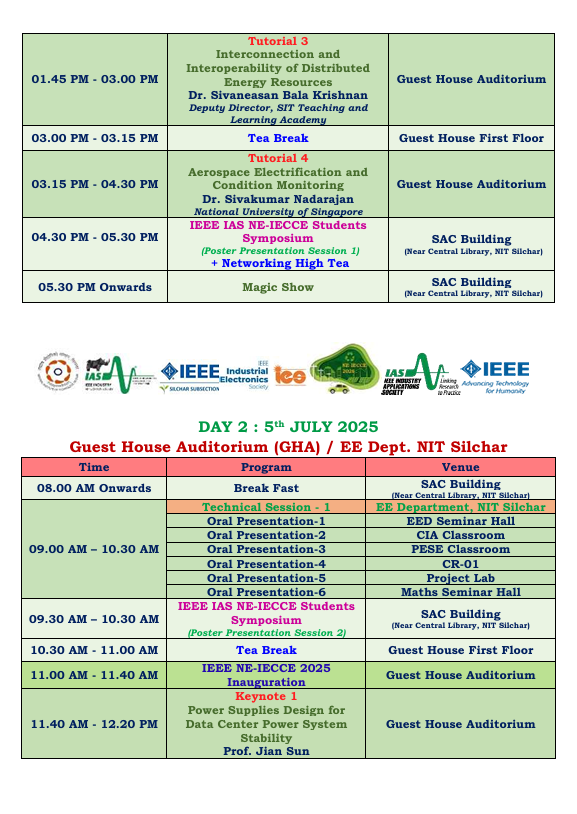 Tutorial 3
Interconnection and
Interoperability of Distributed
Energy Resources
01.45 PM - 03.00 PM
Dr. Sivaneasan Bala Krishnan
Deputy Director, SIT Teaching and
Learning Academy
Guest House Auditorium
03.00 PM - 03.15 PM
Tea Break
Guest House First Floor
03.15 PM - 04.30 PM
Tutorial 4
Aerospace Electrification and
Condition Monitoring
Dr. Sivakumar Nadarajan
National University of Singapore
Guest House Auditorium
04.30 PM - 05.30 PM
IEEE IAS NE-IECCE Students
Symposium
(Poster Presentation Session 1)
+ Networking High Tea
SAC Building
(Near Central Library, NIT Silchar)
05.30 PM Onwards
Magic Show
SAC Building
(Near Central Library, NIT Silchar)
IAS
IEEE
SILCHAR SUBSECTION
IEEE
Industrial
Electronics
Society
ies
IAS
IEEE INDUSTRY
APPLICATIONS
SOCIETY
Linking
Research
to Practice
IEEE
Advancing Technology
for Humanity
DAY 2 : 5th JULY 2025
Guest House Auditorium (GHA) / EE Dept. NIT Silchar
Time
Program
Venue
08.00 AM Onwards
Break Fast
SAC Building
(Near Central Library, NIT Silchar)
09.00 AM – 10.30 AM
Technical Session - 1
EE Department, NIT Silchar
Oral Presentation-1
EED Seminar Hall
Oral Presentation-2
CIA Classroom
Oral Presentation-3
PESE Classroom
Oral Presentation-4
CR-01
Oral Presentation-5
Project Lab
Oral Presentation-6
Maths Seminar Hall
09.30 AM – 10.30 AM
IEEE IAS NE-IECCE Students
Symposium
(Poster Presentation Session 2)
SAC Building
(Near Central Library, NIT Silchar)
10.30 AM - 11.00 AM
Tea Break
Guest House First Floor
11.00 AM - 11.40 AM
IEEE NE-IECCE 2025
Inauguration
Guest House Auditorium
11.40 AM - 12.20 PM
Keynote 1
Power Supplies Design for
Data Center Power System
Stability
Prof. Jian Sun
Guest House Auditorium